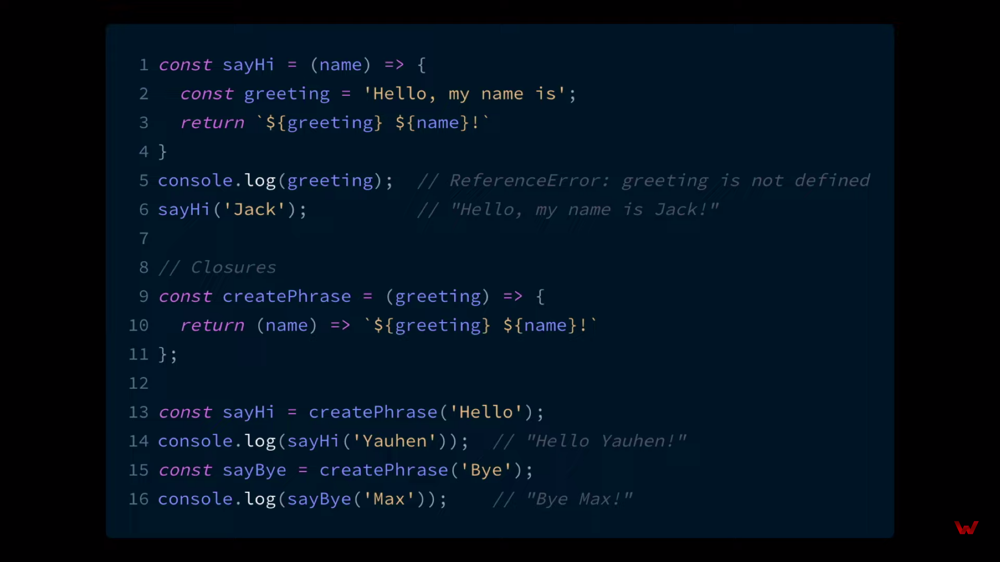 1 const sayHi = (name) => {
2   const greeting = 'Hello, my name is';
3   return `${greeting} ${name}!`
4 }
5 console.log(greeting);  // ReferenceError: greeting is not defined
6 sayHi('Jack');          // "Hello, my name is Jack!"
7
8 // Closures
9 const createPhrase = (greeting) => {
10   return (name) => `${greeting} ${name}!`
11 };
12
13 const sayHi = createPhrase('Hello');
14 console.log(sayHi('Yauhen'));  // "Hello Yauhen!"
15 const sayBye = createPhrase('Bye');
16 console.log(sayBye('Max'));    // "Bye Max!"
W